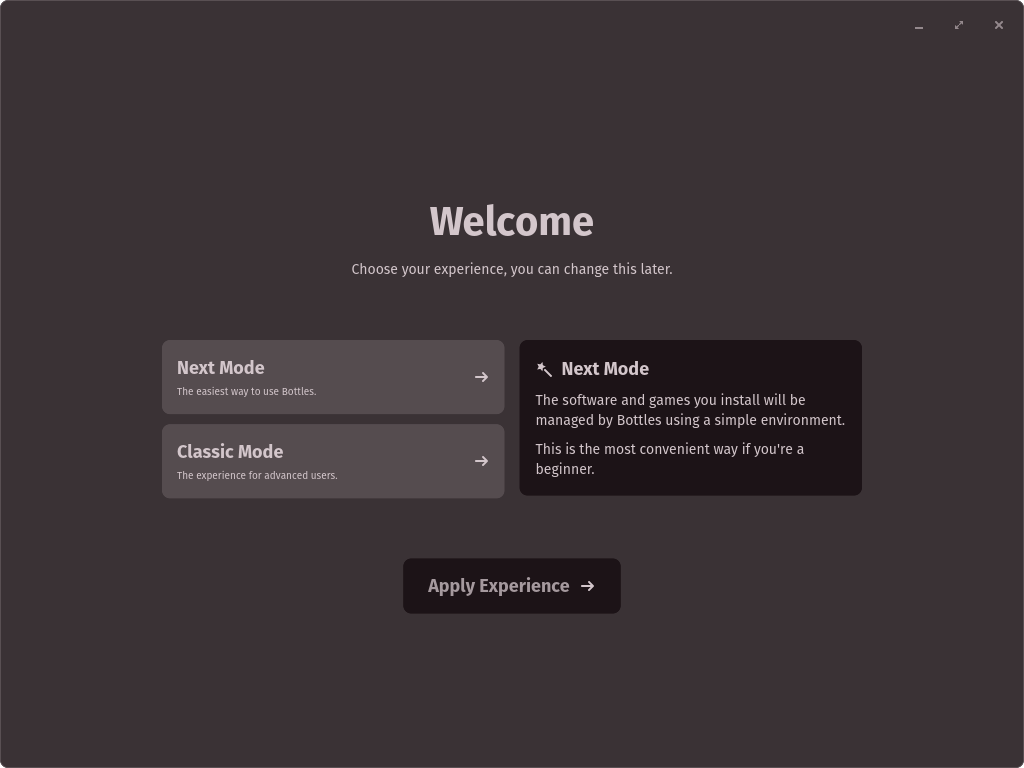 Welcome
Choose your experience, you can change this later.
Next Mode
The easiest way to use Bottles.
Classic Mode
The experience for advanced users.
Next Mode
The software and games you install will be
managed by Bottles using a simple environment.
This is the most convenient way if you're a
beginner.
Apply Experience